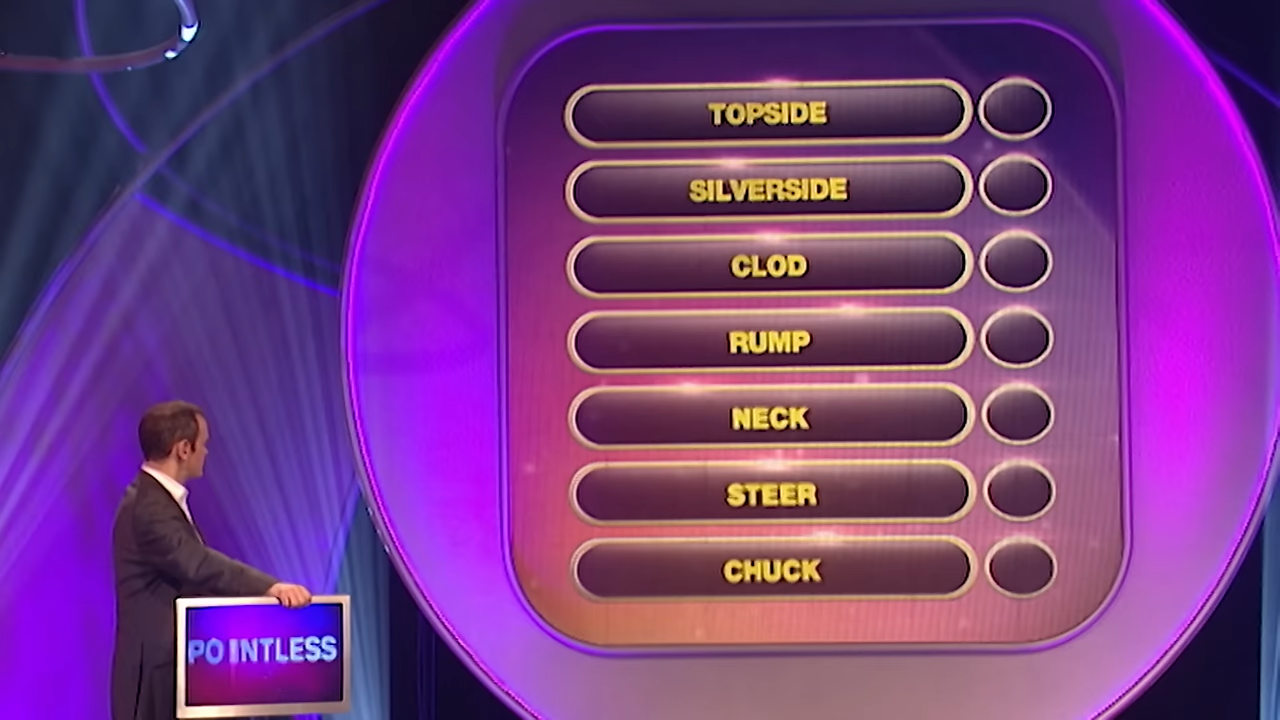 TOPSIDE
SILVERSIDE
CLOD
RUMP
NECK
STEER
CHUCK
POINTLESS